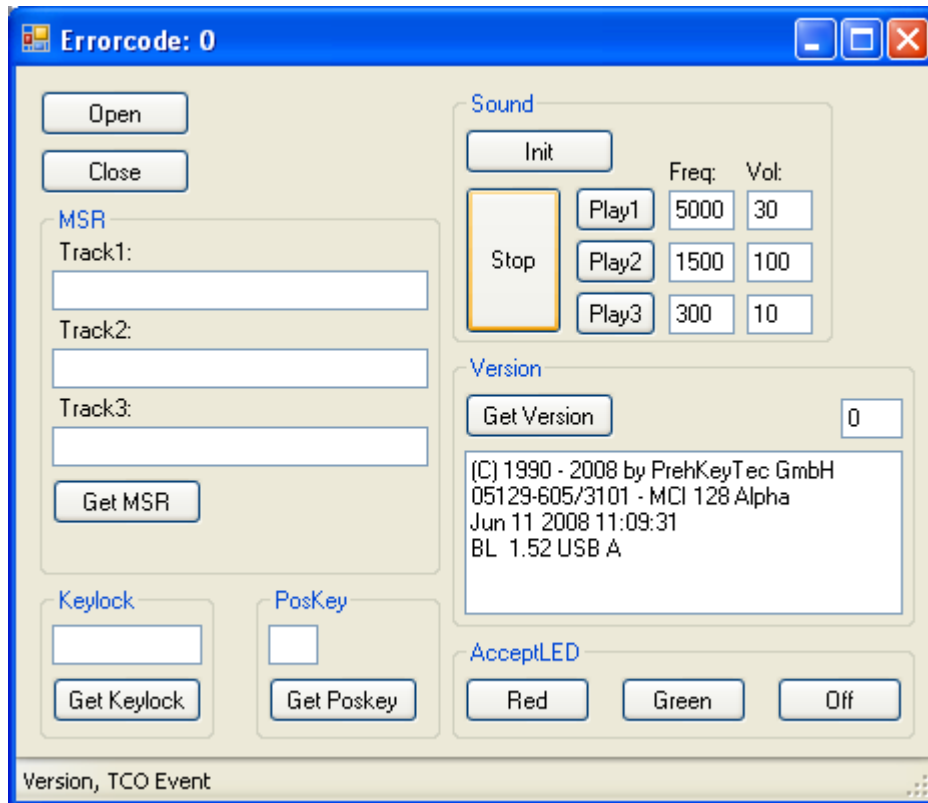 Errorcode: 0
Open
Close
MSR
Track1:
Track2:
Track3:
Get MSR
Keylock
Get Keylock
PosKey
Get Poskey
Sound
Init
Freq: Vol:
Stop
Play1 5000 30
Play2 1500 100
Play3 300 10
Version
Get Version 0
(C) 1990 - 2008 by PrehKeyTec GmbH
05129-605/3101 - MCI 128 Alpha
Jun 11 2008 11:09:31
BL 1.52 USB A
AcceptLED
Red Green Off
Version, TCO Event